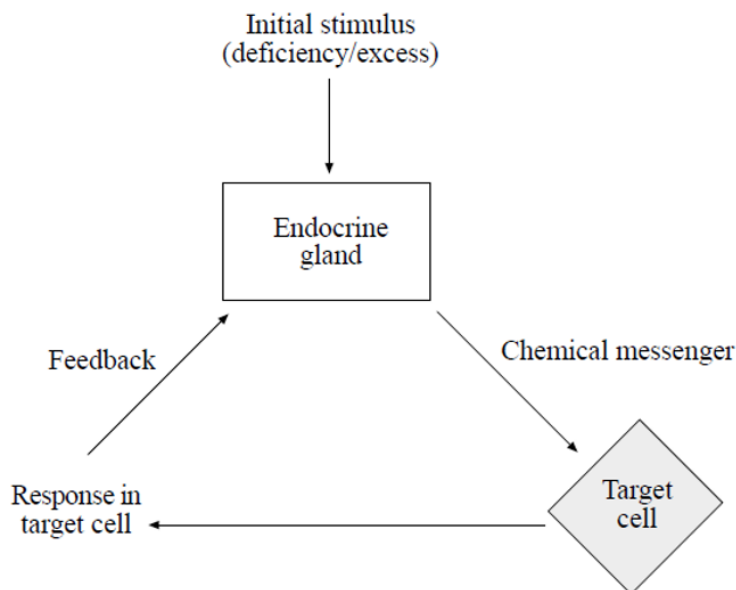 Initial stimulus
(deficiency/excess)
Endocrine
gland
Feedback
Chemical messenger
Response in
target cell
Target
cell